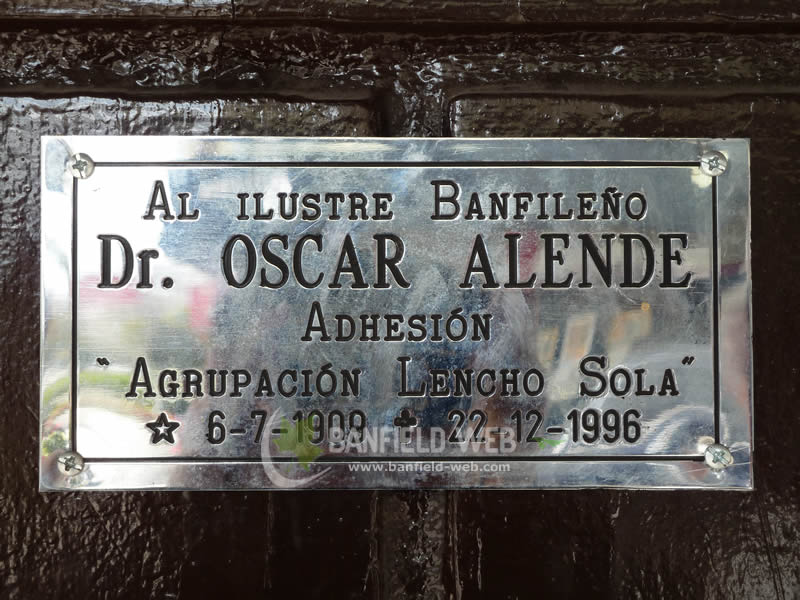 Al ilustre Banfileño
Dr. OSCAR ALENDE
Adhesión
"Agrupación Lencho Sola"
☆ 6-7-1909 ✤ 22-12-1996
BANFIELD WEB
www.banfield-web.com